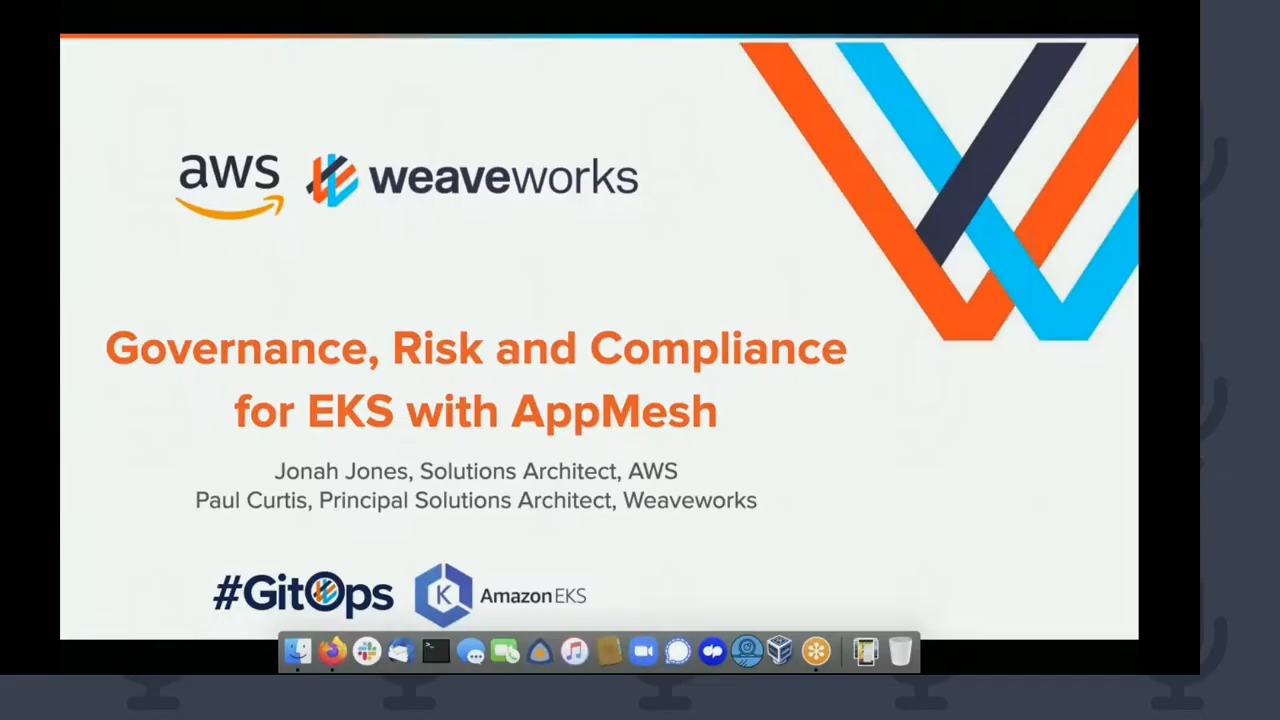 aws weaveworks
Governance, Risk and Compliance
for EKS with AppMesh
Jonah Jones, Solutions Architect, AWS
Paul Curtis, Principal Solutions Architect, Weaveworks
#GitOps
K Amazon EKS